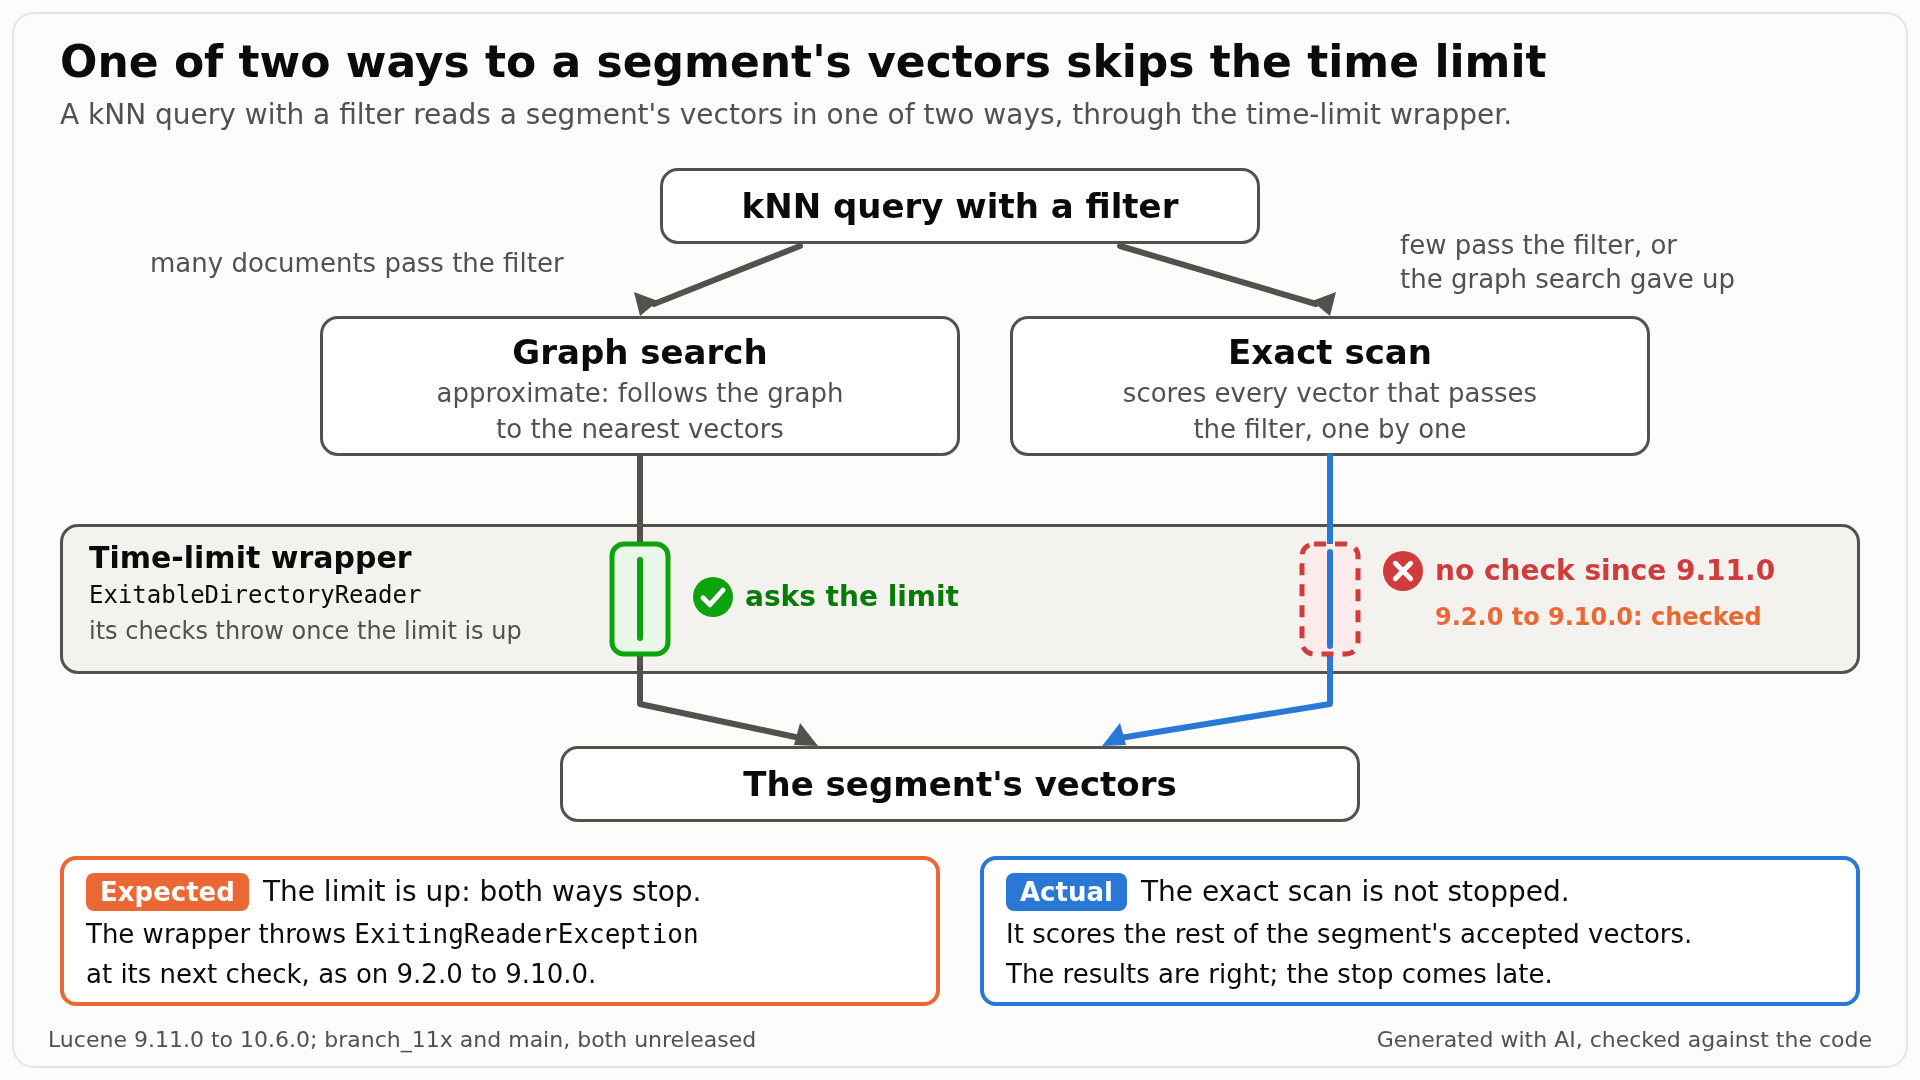 One of two ways to a segment's vectors skips the time limit
A kNN query with a filter reads a segment's vectors in one of two ways, through the time-limit wrapper.
kNN query with a filter
many documents pass the filter
few pass the filter, or
the graph search gave up
Graph search
approximate: follows the graph
to the nearest vectors
Exact scan
scores every vector that passes
the filter, one by one
Time-limit wrapper
ExitableDirectoryReader
its checks throw once the limit is up
asks the limit
no check since 9.11.0
9.2.0 to 9.10.0: checked
The segment's vectors
Expected The limit is up: both ways stop.
The wrapper throws ExitingReaderException
at its next check, as on 9.2.0 to 9.10.0.
Actual The exact scan is not stopped.
It scores the rest of the segment's accepted vectors.
The results are right; the stop comes late.
Lucene 9.11.0 to 10.6.0; branch_11x and main, both unreleased
Generated with AI, checked against the code